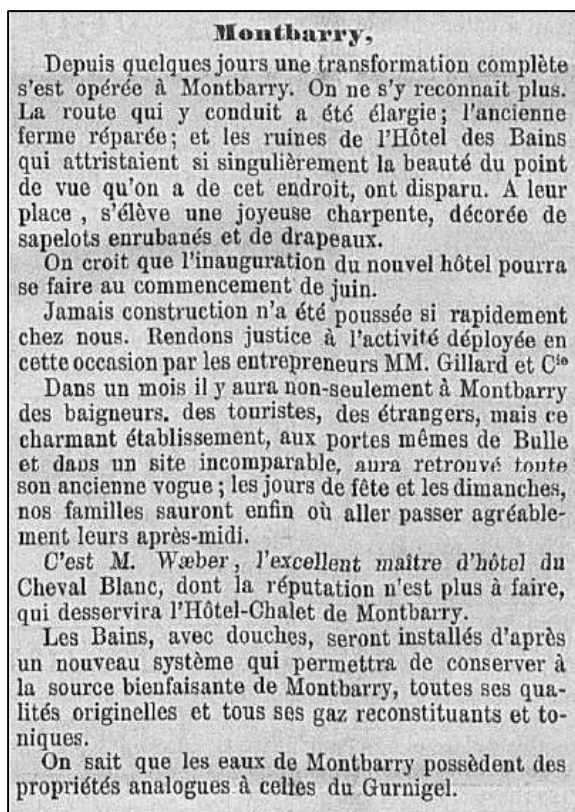 Montbarry,
Depuis quelques jours une transformation complète
s'est opérée à Montbarry. On ne s'y reconnait plus.
La route qui y conduit a été élargie; l'ancienne
ferme réparée; et les ruines de l'Hôtel des Bains
qui attristaient si singulièrement la beauté du point
de vue qu'on a de cet endroit, ont disparu. A leur
place , s'élève une joyeuse charpente, décorée de
sapelots enrubanés et de drapeaux.
On croit que l'inauguration du nouvel hôtel pourra
se faire au commencement de juin.
Jamais construction n'a été poussée si rapidement
chez nous. Rendons justice à l'activité déployée en
cette occasion par les entrepreneurs MM. Gillard et Cie
Dans un mois il y aura non-seulement à Montbarry
des baigneurs. des touristes, des étrangers, mais ce
charmant établissement, aux portes mêmes de Bulle
et dans un site incomparable, aura retrouvé toute
son ancienne vogue ; les jours de fête et les dimanches,
nos familles sauront enfin où aller passer agréable-
ment leurs après-midi.
C'est M. Wæber, l'excellent maître d'hôtel du
Cheval Blanc, dont la réputation n'est plus à faire,
qui desservira l'Hôtel-Chalet de Montbarry.
Les Bains, avec douches, seront installés d'après
un nouveau système qui permettra de conserver à
la source bienfaisante de Montbarry, toutes ses qua-
lités originelles et tous ses gaz reconstituants et to-
niques.
On sait que les eaux de Montbarry possèdent des
propriétés analogues à celles du Gurnigel.